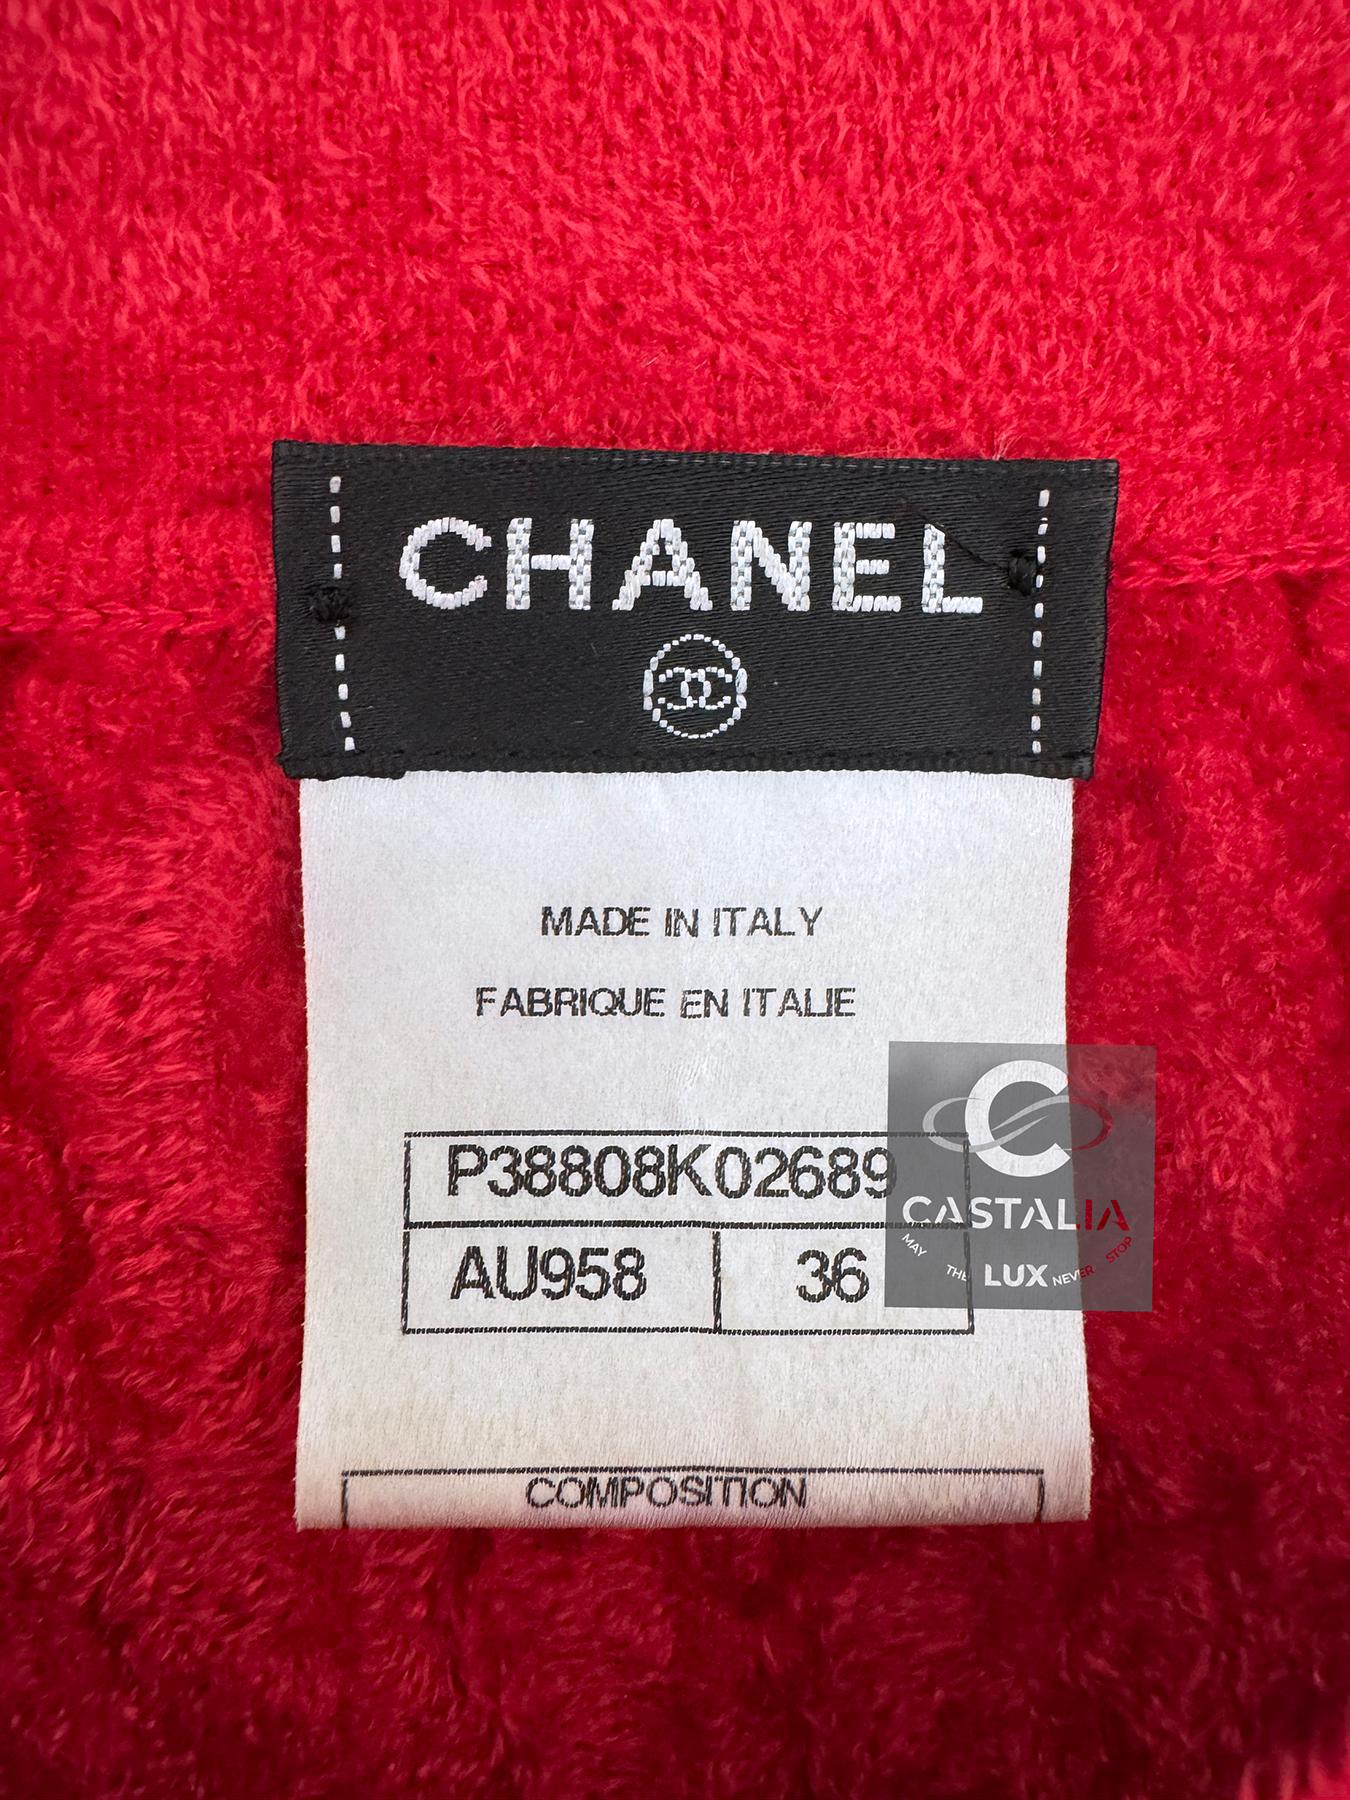 CHANEL
MADE IN ITALY
FABRIQUE EN ITALIE
P38808K02689
AU958
36
C
CASTALIA
MAY THE LUX NEVER STOP
COMPOSITION